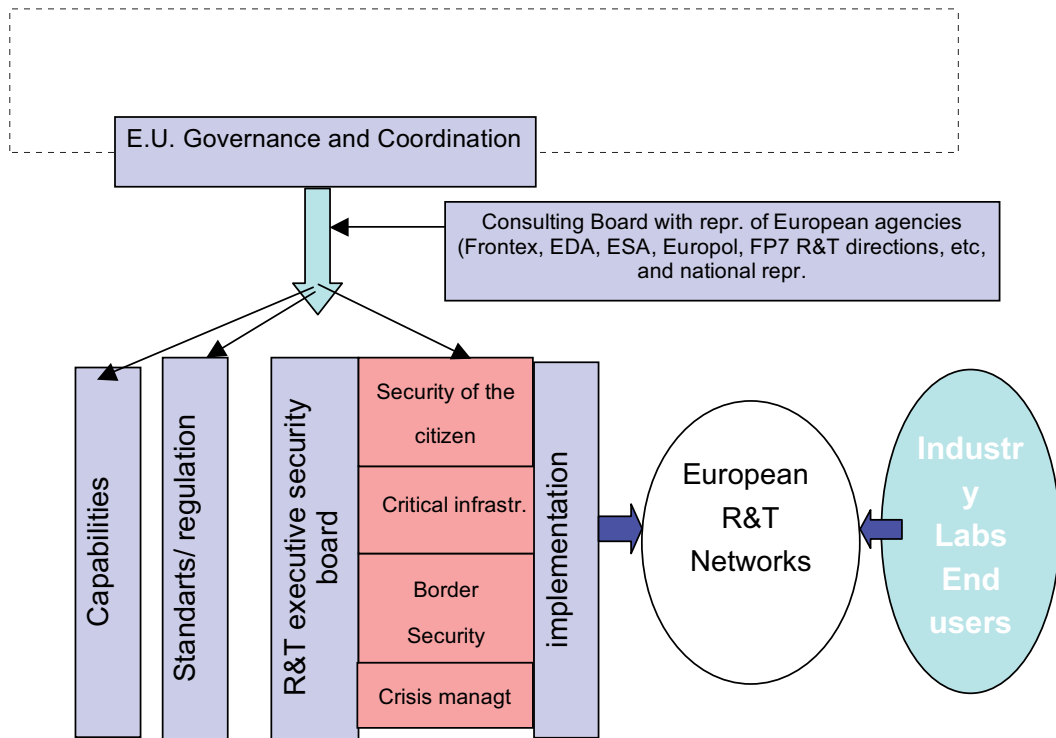 E.U. Governance and Coordination
Consulting Board with repr. of European agencies
(Frontex, EDA, ESA, Europol, FP7 R&T directions, etc,
and national repr.
Capabilities
Standarts/ regulation
R&T executive security
board
Security of the
citizen
Critical infrastr.
Border
Security
Crisis managt
implementation
European
R&T
Networks
Industr
y
Labs
End
users